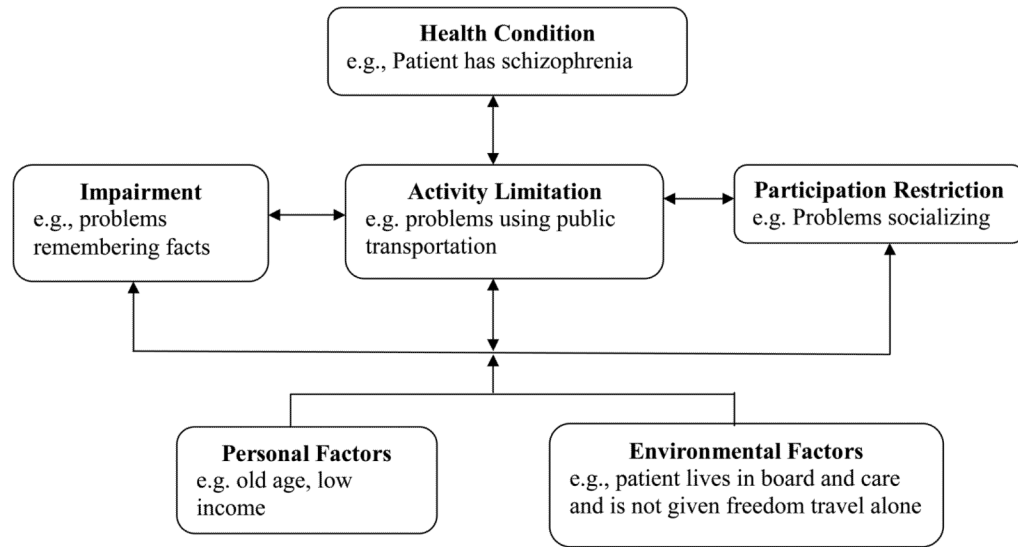 Health Condition
e.g., Patient has schizophrenia
Impairment
e.g., problems
remembering facts
Activity Limitation
e.g. problems using public
transportation
Participation Restriction
e.g. Problems socializing
Personal Factors
e.g. old age, low
income
Environmental Factors
e.g., patient lives in board and care
and is not given freedom travel alone